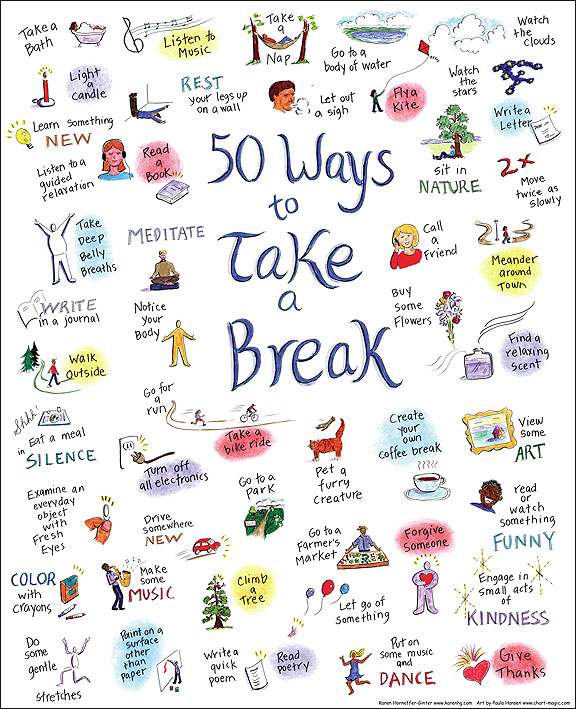 Take a
Bath
Listen to
Music
Take
a
Nap
Go to a
body of water
Watch
the clouds
Light
a
candle
REST
your legs up
on a wall
Let out
a sigh
Fly a
Kite
Watch
the
stars
Write a
Letter
Learn something
NEW
Listen to a
guided
relaxation
Read
a
Book
50 Ways
to
Take
a
Break
sit in
NATURE
2x
Move
twice as
slowly
Take
Deep
Belly
Breaths
MEDITATE
Call
a
Friend
Meander
around
Town
WRITE
in a journal
Notice
your
Body
Buy
some
Flowers
Find a
relaxing
scent
Walk
Outside
Go for
a run
Take a
bike ride
Shhh!
Eat a meal
in
SILENCE
Turn off
all electronics
Pet a
furry
creature
Create
your
own
coffee break
View
some
ART
Examine an
everyday
object
with
Fresh
Eyes
Drive
somewhere
NEW
Go to a
park
Go to a
Farmer's
Market
Forgive
someone
read
or
watch
something
FUNNY
COLOR
with
crayons
Make
some
MUSIC
Climb
a
Tree
Let go of
something
Engage in
small acts
of
KINDNESS
Do
some
gentle
stretches
Paint on a
surface
other
than
paper
Write a
quick
poem
Read
poetry
Put on
some music
and
DANCE
Give
Thanks
Karen Horneffer-Ginter www.karenhg.com Art by Paula Hansen www.chart-magic.com